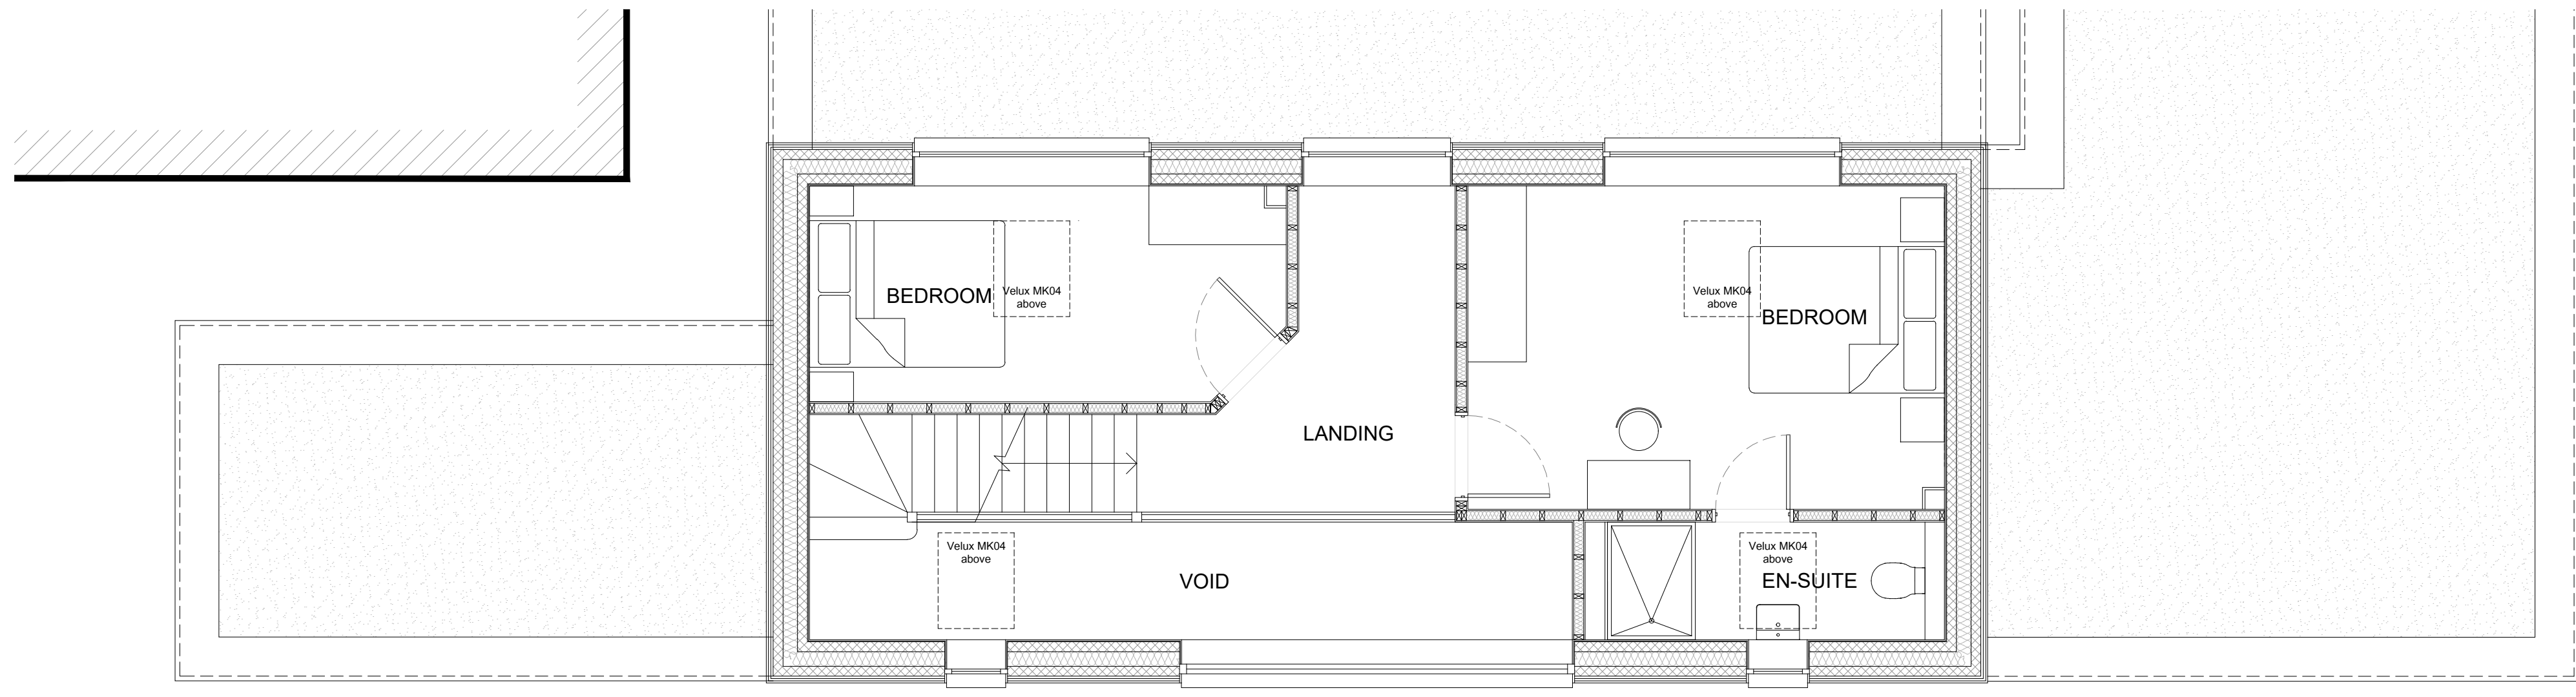 BEDROOM
Velux MK04
above
Velux MK04
above
BEDROOM
LANDING
Velux MK04
above
VOID
Velux MK04
above
EN-SUITE